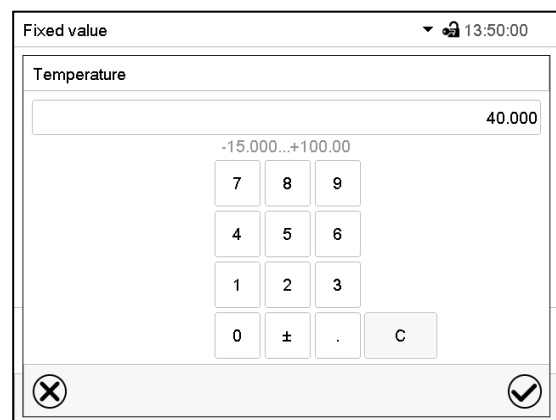 Fixed value 13:50:00
Temperature
40.000
-15.000...+100.00
7 8 9
4 5 6
1 2 3
0 ± . C